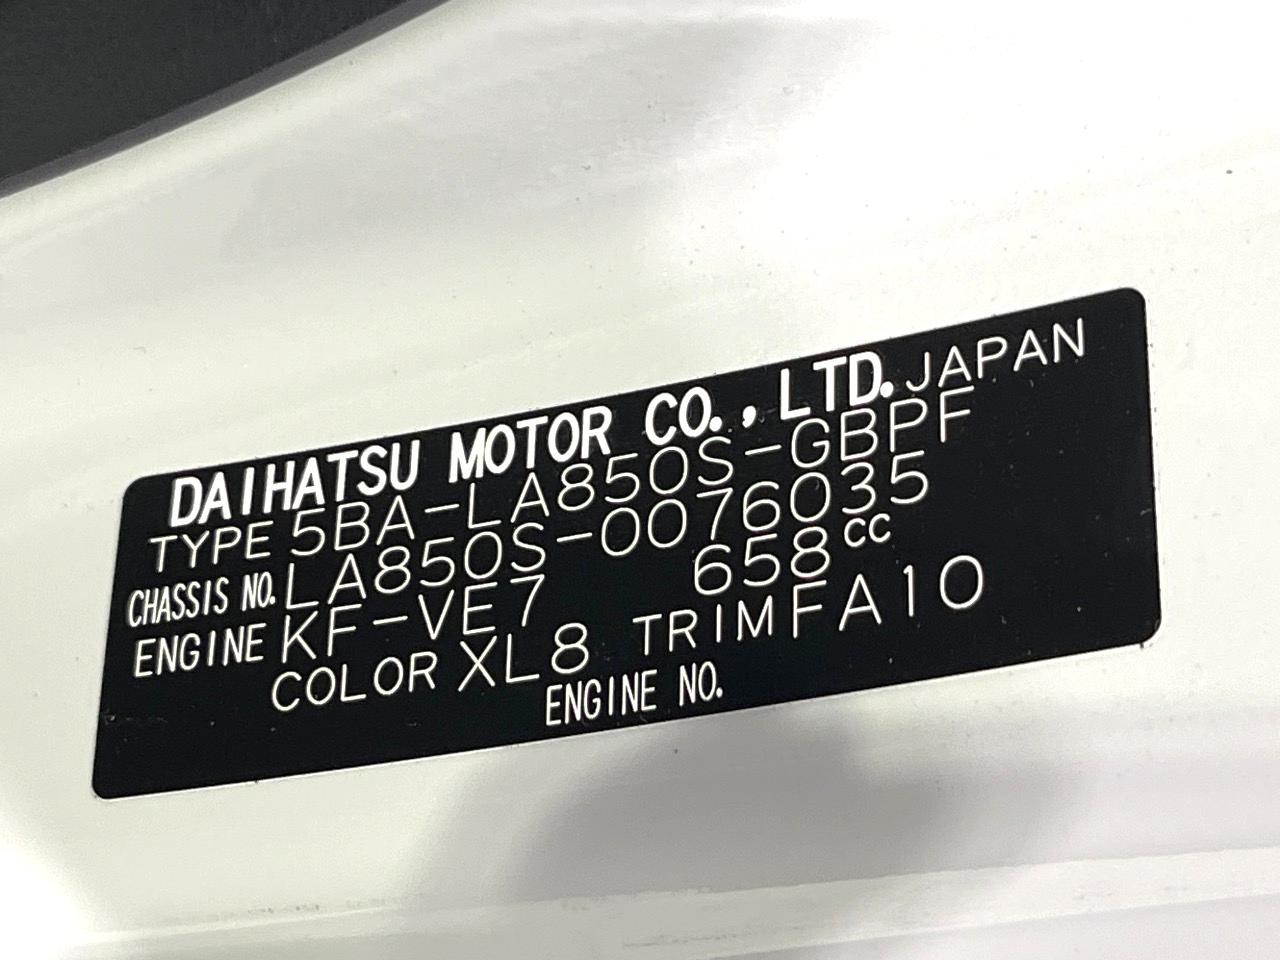 DAIHATSU MOTOR CO., LTD. JAPAN
TYPE 5BA-LA850S-GBPF
CHASSIS NO. LA850S-0076035
ENGINE KF-VE7 658cc
COLOR XL8 TRIM FA10
ENGINE NO.